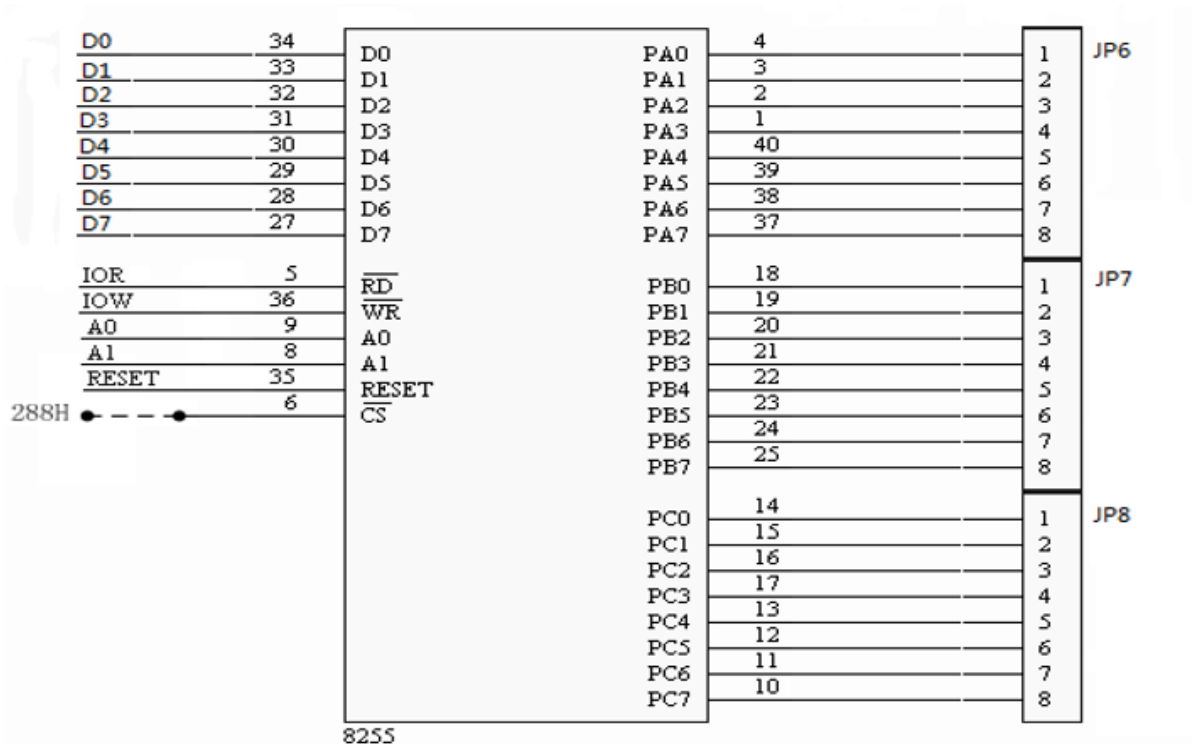 D0 34 D0 PA0 4 1 JP6
D1 33 D1 PA1 3 2
D2 32 D2 PA2 2 3
D3 31 D3 PA3 1 4
D4 30 D4 PA4 40 5
D5 29 D5 PA5 39 6
D6 28 D6 PA6 38 7
D7 27 D7 PA7 37 8
IOR 5 RD PB0 18 1 JP7
IOW 36 WR PB1 19 2
A0 9 A0 PB2 20 3
A1 8 A1 PB3 21 4
RESET 35 RESET PB4 22 5
288H 6 CS PB5 23 6
PB6 24 7
PB7 25 8
PC0 14 1 JP8
PC1 15 2
PC2 16 3
PC3 17 4
PC4 13 5
PC5 12 6
PC6 11 7
PC7 10 8
8255